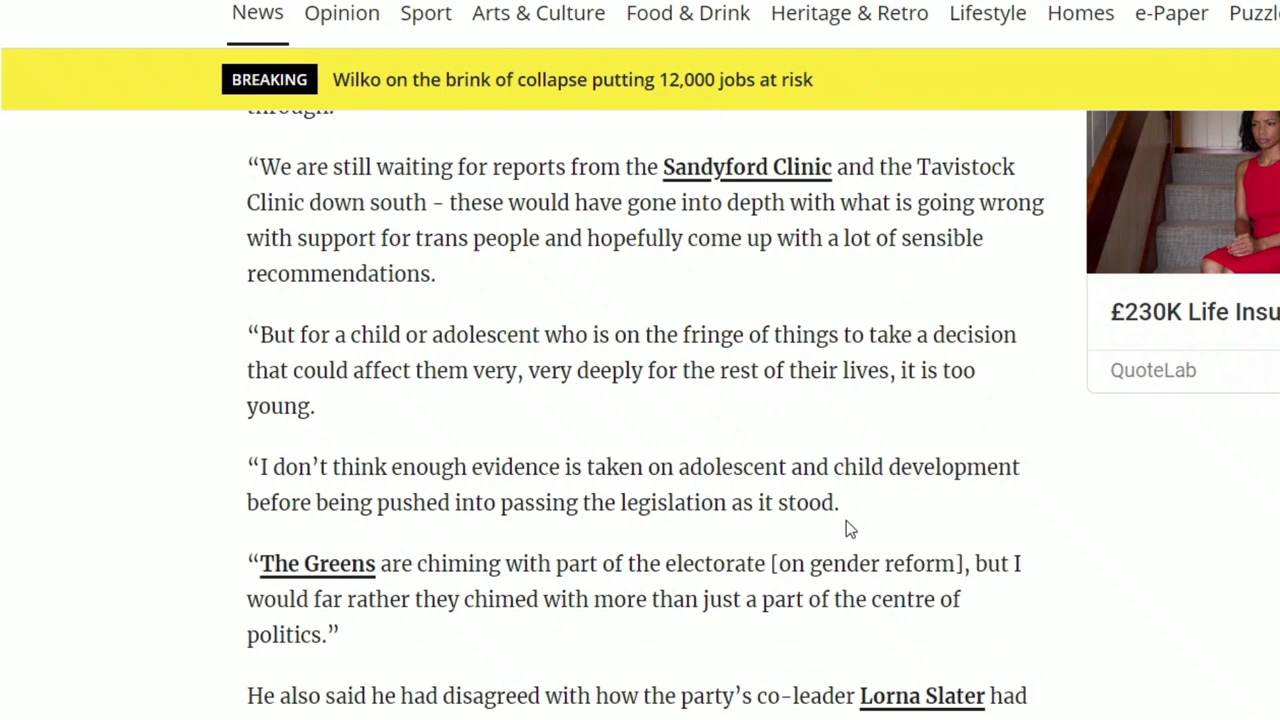 News Opinion Sport Arts & Culture Food & Drink Heritage & Retro Lifestyle Homes e-Paper
BREAKING Wilko on the brink of collapse putting 12,000 jobs at risk
through.
“We are still waiting for reports from the Sandyford Clinic and the Tavistock
Clinic down south - these would have gone into depth with what is going wrong
with support for trans people and hopefully come up with a lot of sensible
recommendations.
“But for a child or adolescent who is on the fringe of things to take a decision
that could affect them very, very deeply for the rest of their lives, it is too
young.
“I don’t think enough evidence is taken on adolescent and child development
before being pushed into passing the legislation as it stood.
“The Greens are chiming with part of the electorate [on gender reform], but I
would far rather they chimed with more than just a part of the centre of
politics.”
He also said he had disagreed with how the party’s co-leader Lorna Slater had
£230K Life Insu
QuoteLab